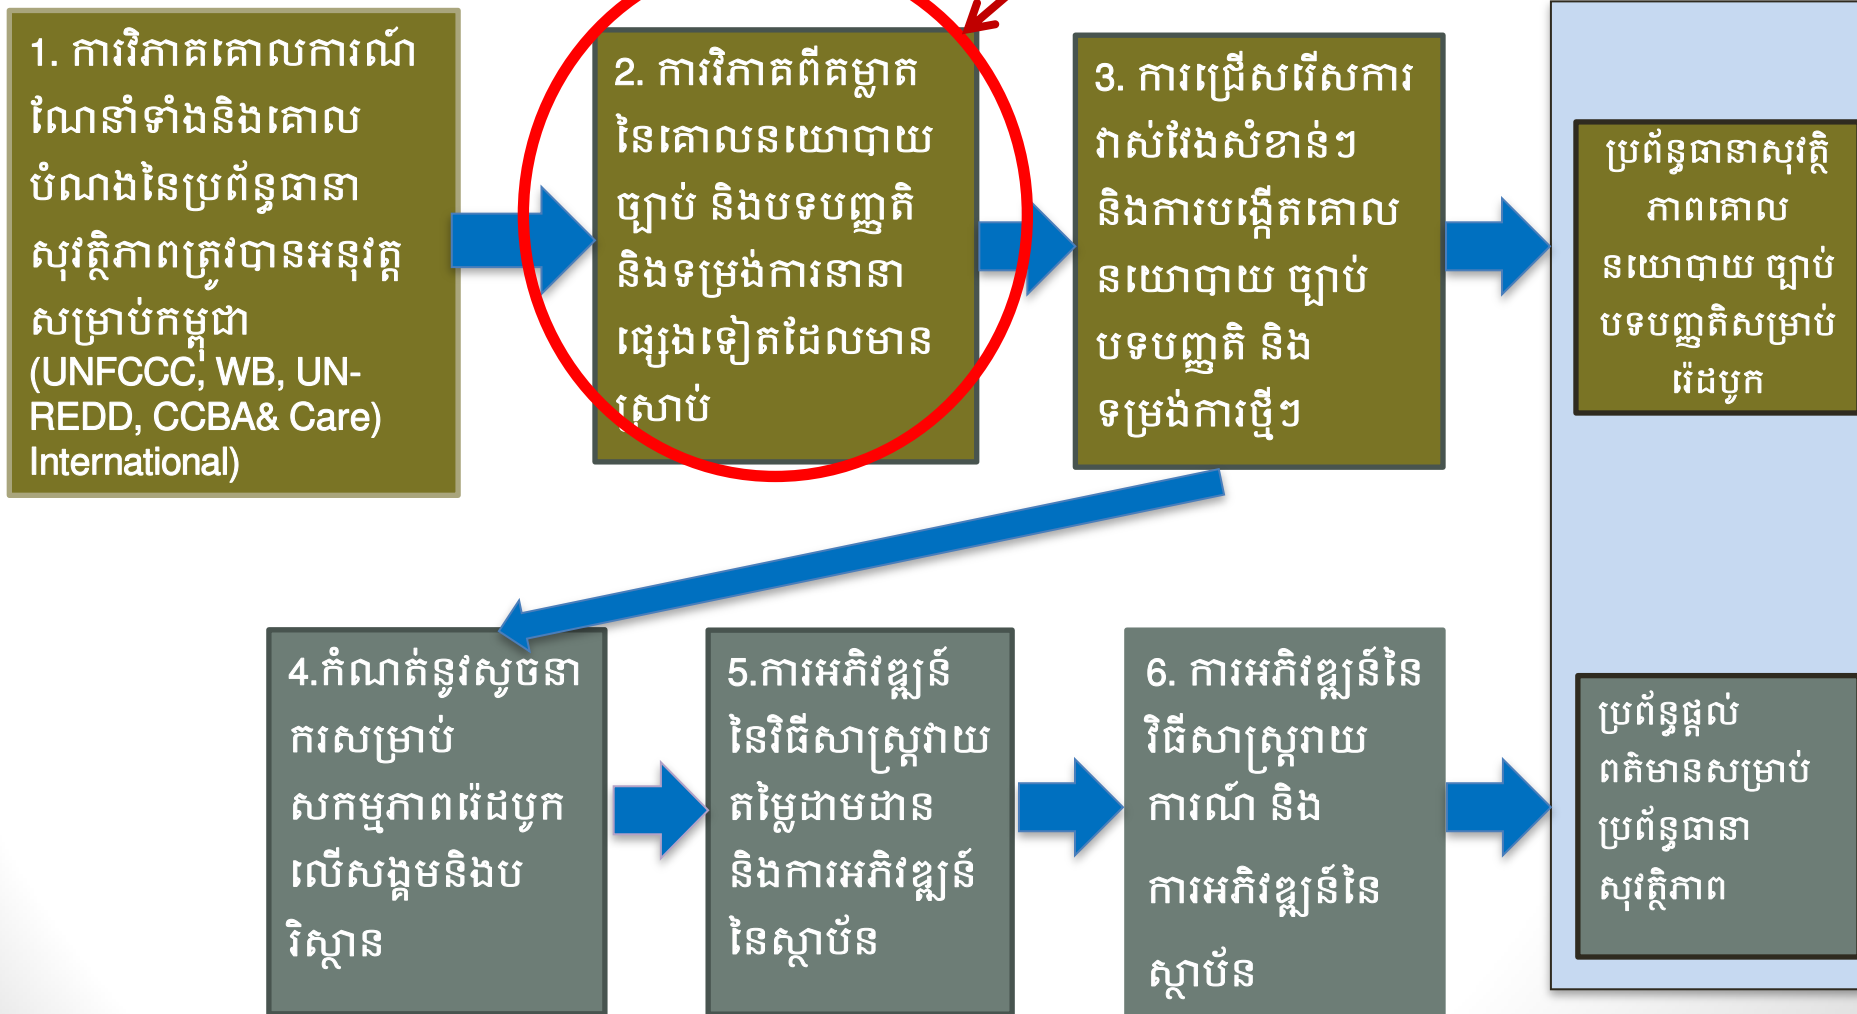 1. ការវិភាគគោលការណ៍
ណែនាំទាំងនិងគោល
បំណងនៃប្រព័ន្ធធានា
សុវត្ថិភាពត្រូវបានអនុវត្ត
សម្រាប់កម្ពុជា
(UNFCCC, WB, UN-
REDD, CCBA& Care)
International)
2. ការវិភាគពីគម្លាត
នៃគោលនយោបាយ
ច្បាប់ និងបទបញ្ញតិ
និងទម្រង់ការនានា
ផ្សេងទៀតដែលមាន
ស្រាប់
3. ការជ្រើសរើសការ
វាស់វែងសំខាន់ៗ
និងការបង្កើតគោល
នយោបាយ ច្បាប់
បទបញ្ញតិ និង
ទម្រង់ការថ្មីៗ
ប្រព័ន្ធធានាសុវត្ថិ
ភាពគោល
នយោបាយ ច្បាប់
បទបញ្ញតិសម្រាប់
រ៉េដបូក
4.កំណត់នូវសូចនា
ករសម្រាប់
សកម្មភាពរ៉េដបូក
លើសង្គមនិងប
រិស្ថាន
5.ការអភិវឌ្ឍន៍
នៃវិធីសាស្ត្រវាយ
តម្លៃដាមដាន
និងការអភិវឌ្ឍន៍
នៃស្ថាប័ន
6. ការអភិវឌ្ឍន៍នៃ
វិធីសាស្ត្ររាយ
ការណ៍ និង
ការអភិវឌ្ឍន៍នៃ
ស្ថាប័ន
ប្រព័ន្ធផ្តល់
ពត៌មានសម្រាប់
ប្រព័ន្ធធានា
សុវត្ថិភាព